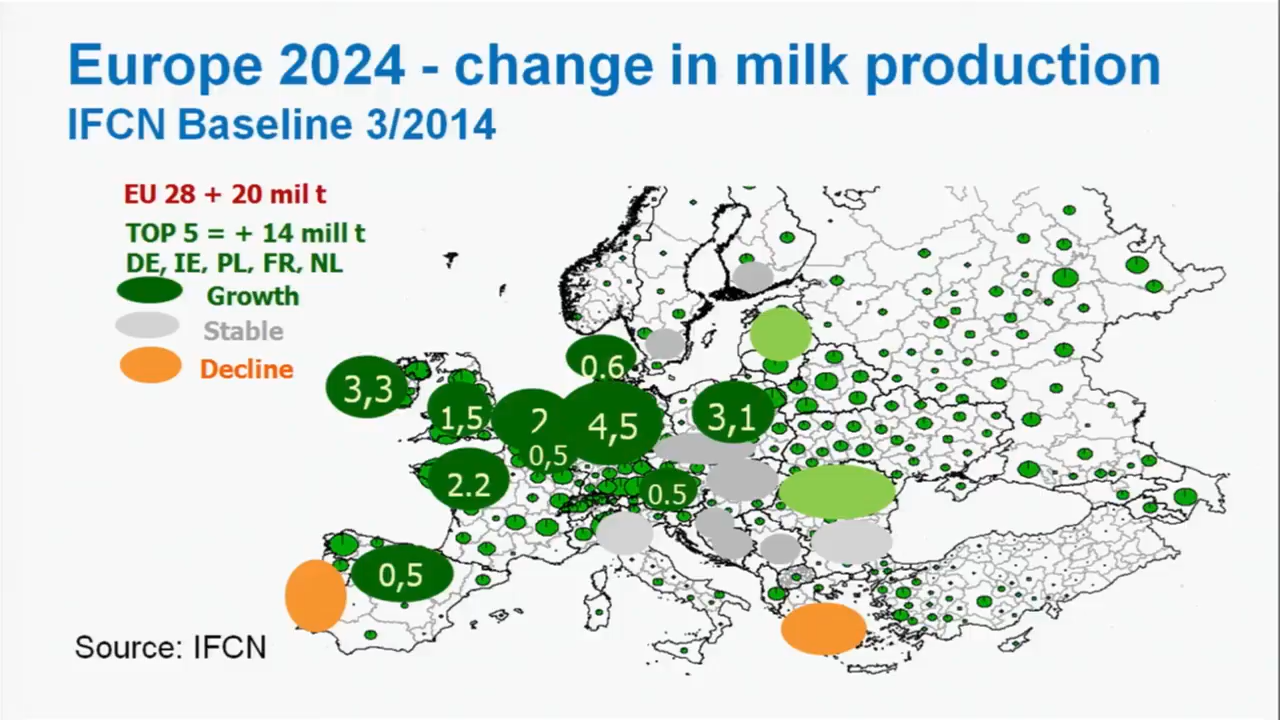 Europe 2024 - change in milk production
IFCN Baseline 3/2014
EU 28 + 20 mil t
TOP 5 = + 14 mill t
DE, IE, PL, FR, NL
Growth
Stable
Decline
0.6
3,3
1,5
2
4,5
3,1
0,5
2.2
0.5
0,5
Source: IFCN